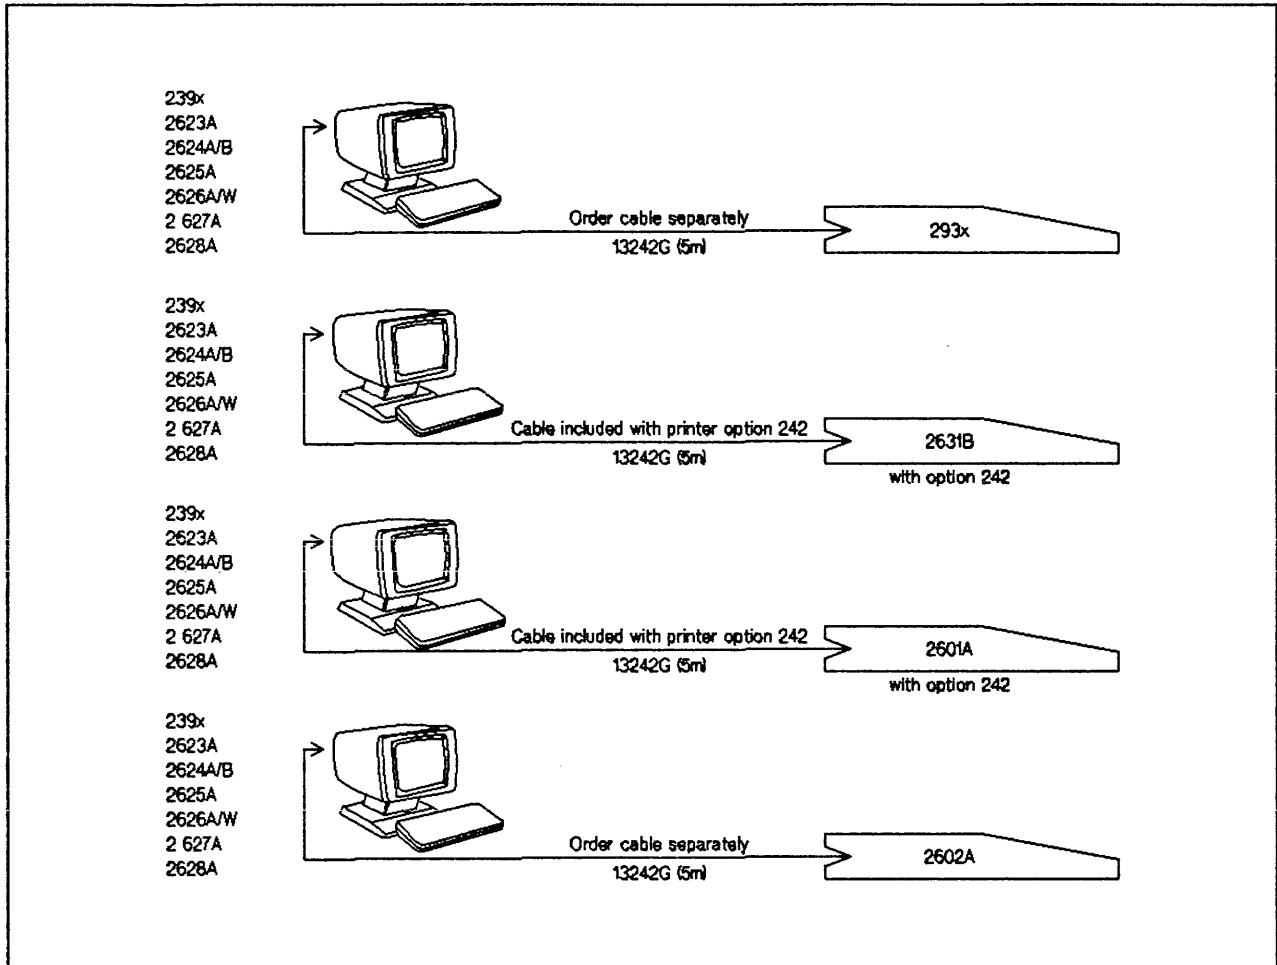 239x
2623A
2624A/B
2625A
2626A/W
2 627A
2628A
Order cable separately
13242G (5m)
293x
239x
2623A
2624A/B
2625A
2626A/W
2 627A
2628A
Cable included with printer option 242
13242G (5m)
2631B
with option 242
239x
2623A
2624A/B
2625A
2626A/W
2 627A
2628A
Cable included with printer option 242
13242G (5m)
2601A
with option 242
239x
2623A
2624A/B
2625A
2626A/W
2 627A
2628A
Order cable separately
13242G (5m)
2602A